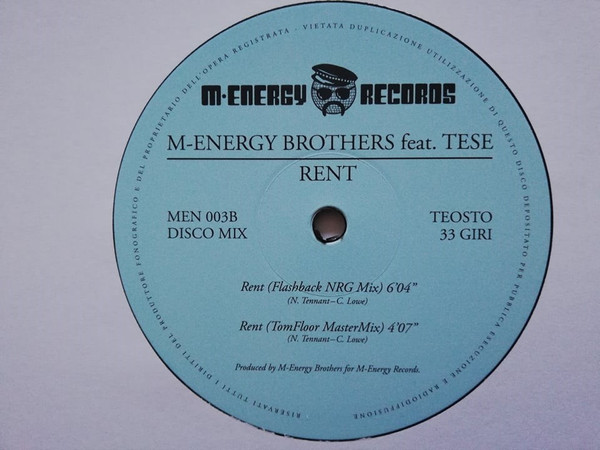 · RISERVATI TUTTI I DIRITTI DEL PRODUTTORE FONOGRAFICO E DEL PROPRIETARIO DELL'OPERA REGISTRATA · VIETATA DUPLICAZIONE UTILIZZAZIONE DI QUESTO DISCO DEPOSITATO PER PUBBLICA ESECUZIONE E RADIODIFFUSIONE
M·ENERGY RECORDS
M-ENERGY BROTHERS feat. TESE
RENT
MEN 003B
DISCO MIX
TEOSTO
33 GIRI
Rent (Flashback NRG Mix) 6'04"
(N. Tennant–C. Lowe)
Rent (TomFloor MasterMix) 4'07"
(N. Tennant–C. Lowe)
Produced by M-Energy Brothers for M-Energy Records.